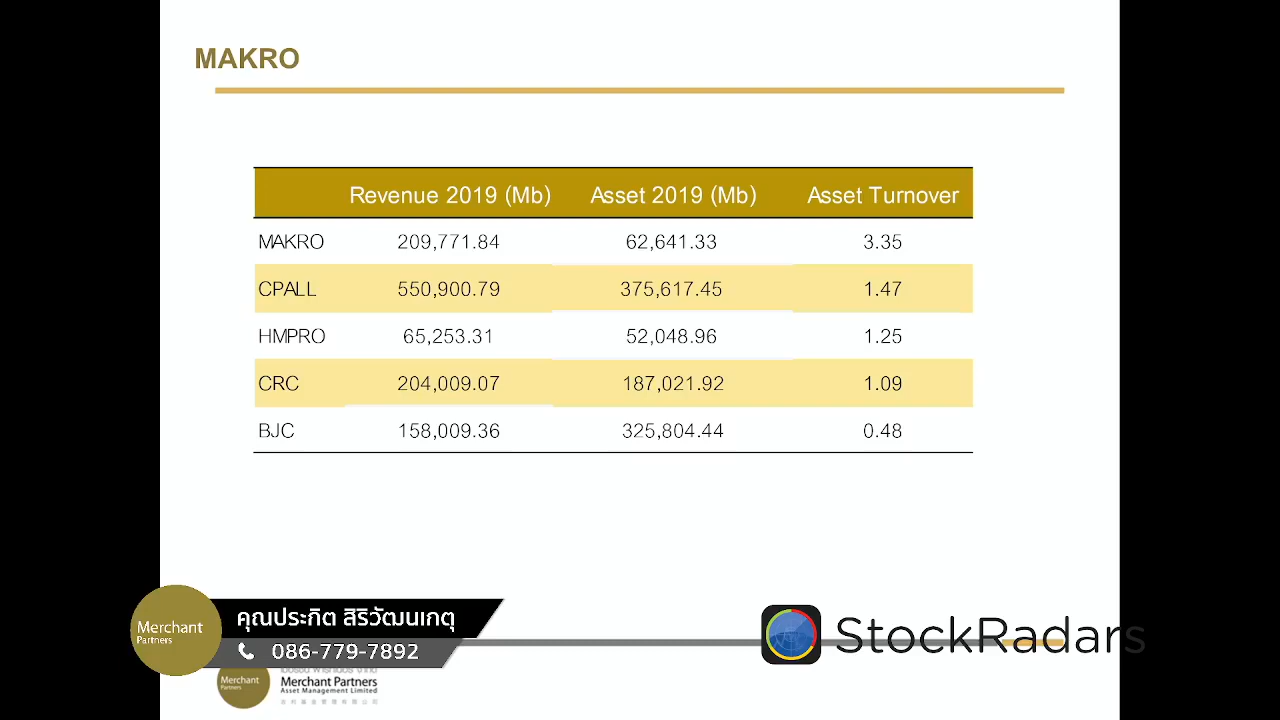 MAKRO
Revenue 2019 (Mb) Asset 2019 (Mb) Asset Turnover
MAKRO 209,771.84 62,641.33 3.35
CPALL 550,900.79 375,617.45 1.47
HMPRO 65,253.31 52,048.96 1.25
CRC 204,009.07 187,021.92 1.09
BJC 158,009.36 325,804.44 0.48
Merchant
Partners
คุณประกิต สิริวัฒนเกตุ
086-779-7892
StockRadars
Merchant
Partners
Merchant Partners
Asset Management Limited